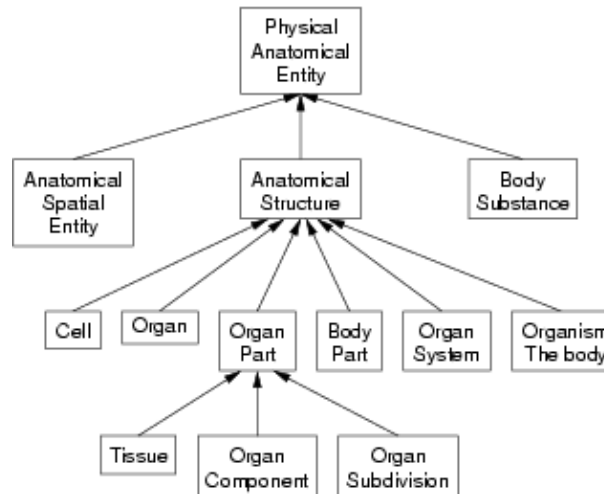 Physical
Anatomical
Entity
Anatomical
Spatial
Entity
Anatomical
Structure
Body
Substance
Cell
Organ
Organ
Part
Body
Part
Organ
System
Organism
The body
Tissue
Organ
Component
Organ
Subdivision